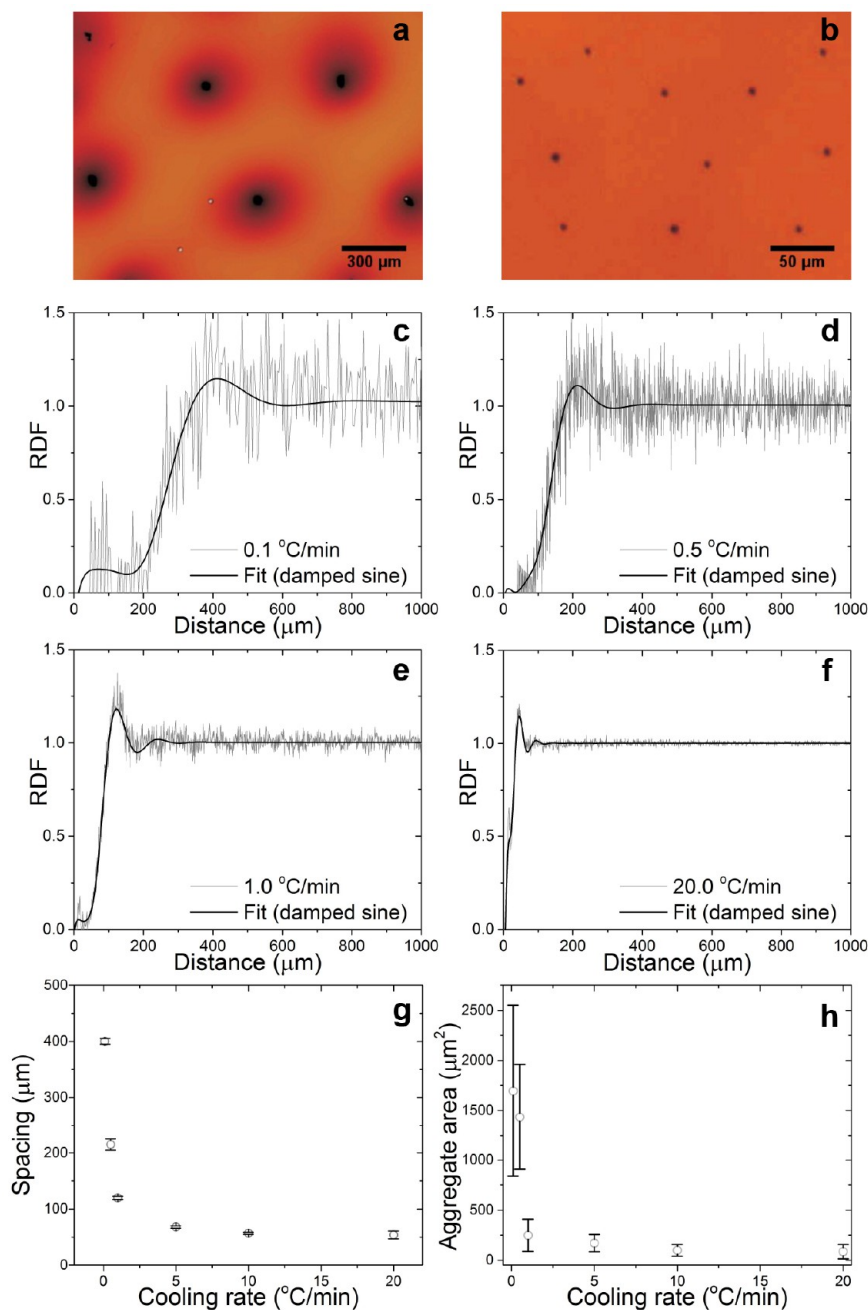 a
300 µm
b
50 µm
c
RDF
1.5
1.0
0.5
0.0
0.1 °C/min
Fit (damped sine)
0 200 400 600 800 1000
Distance (µm)
d
RDF
1.5
1.0
0.5
0.0
0.5 °C/min
Fit (damped sine)
0 200 400 600 800 1000
Distance (µm)
e
RDF
1.5
1.0
0.5
0.0
1.0 °C/min
Fit (damped sine)
0 200 400 600 800 1000
Distance (µm)
f
RDF
1.5
1.0
0.5
0.0
20.0 °C/min
Fit (damped sine)
0 200 400 600 800 1000
Distance (µm)
g
Spacing (µm)
500
400
300
200
100
0
0 5 10 15 20
Cooling rate (°C/min)
h
Aggregate area (µm²)
2500
2000
1500
1000
500
250
0
0 5 10 15 20
Cooling rate (°C/min)